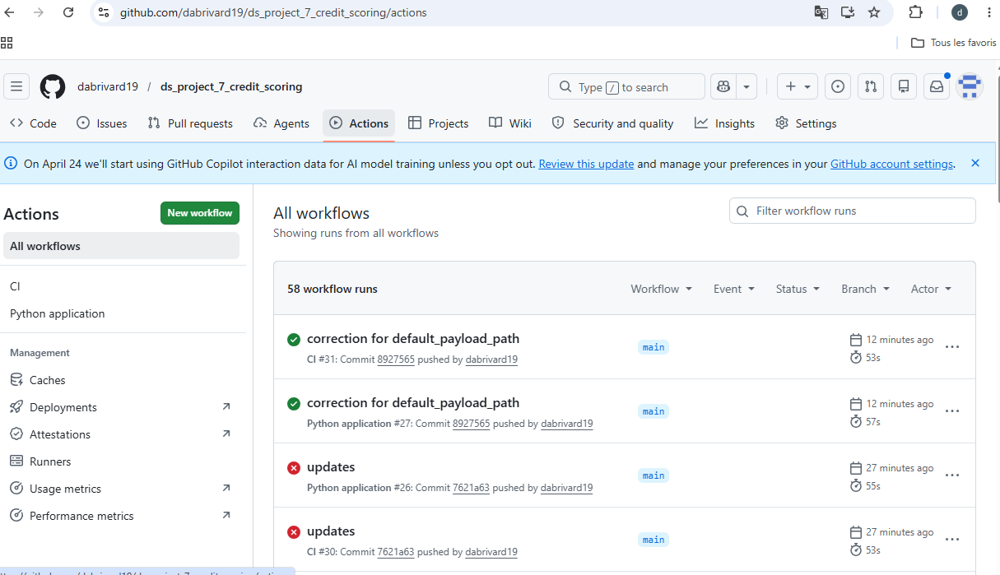 github.com/dabrivard19/ds_project_7_credit_scoring/actions
d
Tous les favoris
dabrivard19 / ds_project_7_credit_scoring
Type / to search
Code
Issues
Pull requests
Agents
Actions
Projects
Wiki
Security and quality
Insights
Settings
On April 24 we'll start using GitHub Copilot interaction data for AI model training unless you opt out. Review this update and manage your preferences in your GitHub account settings.
Actions
New workflow
All workflows
CI
Python application
Management
Caches
Deployments
Attestations
Runners
Usage metrics
Performance metrics
All workflows
Showing runs from all workflows
Filter workflow runs
58 workflow runs
Workflow
Event
Status
Branch
Actor
correction for default_payload_path
CI #31: Commit 8927565 pushed by dabrivard19
main
12 minutes ago
53s
correction for default_payload_path
Python application #27: Commit 8927565 pushed by dabrivard19
main
12 minutes ago
57s
updates
Python application #26: Commit 7621a63 pushed by dabrivard19
main
27 minutes ago
55s
updates
CI #30: Commit 7621a63 pushed by dabrivard19
main
27 minutes ago
53s